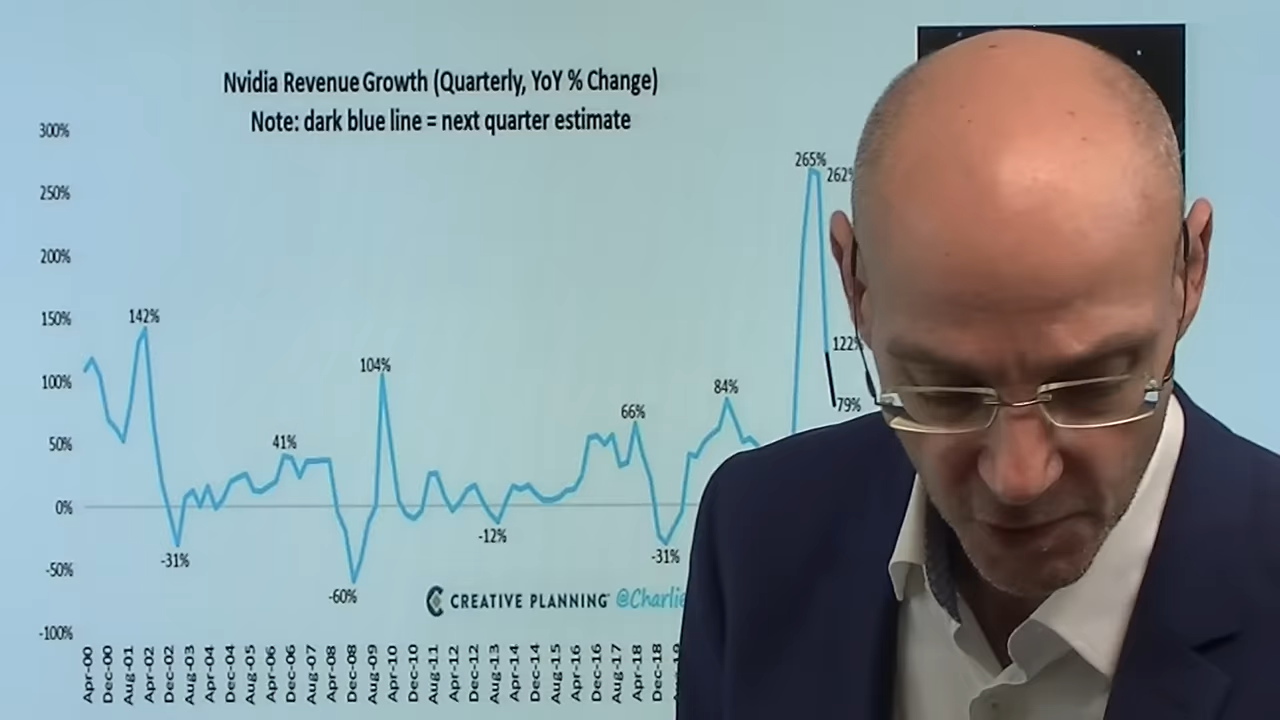 Nvidia Revenue Growth (Quarterly, YoY % Change)
Note: dark blue line = next quarter estimate
300%
250%
200%
150%
100%
50%
0%
-50%
-100%
142%
-31%
41%
-60%
104%
-12%
66%
-31%
84%
265%
262%
122%
79%
CREATIVE PLANNING @Charlie
Apr-00
Dec-00
Aug-01
Apr-02
Dec-02
Aug-03
Apr-04
Dec-04
Aug-05
Apr-06
Dec-06
Aug-07
Apr-08
Dec-08
Aug-09
Apr-10
Dec-10
Aug-11
Apr-12
Dec-12
Aug-13
Apr-14
Dec-14
Aug-15
Apr-16
Dec-16
Aug-17
Apr-18
Dec-18